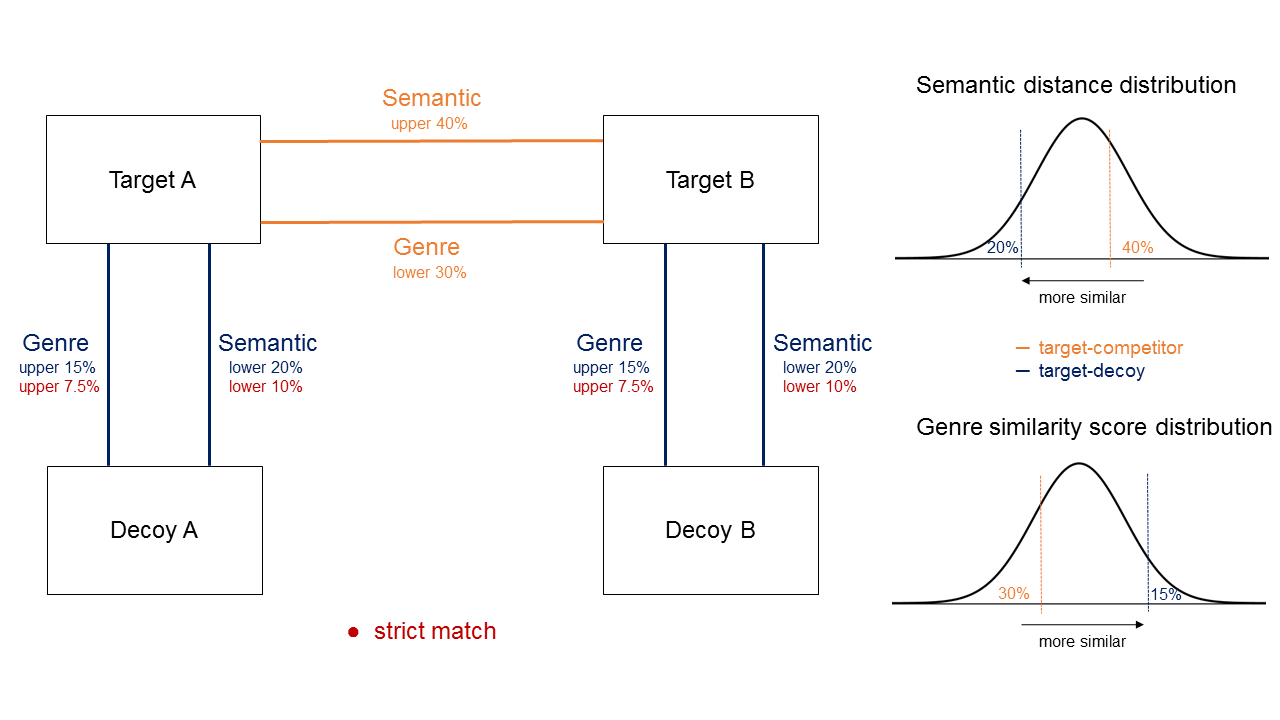 Semantic
upper 40%
Target A
Target B
Genre
lower 30%
Genre
upper 15%
upper 7.5%
Semantic
lower 20%
lower 10%
Genre
upper 15%
upper 7.5%
Semantic
lower 20%
lower 10%
Decoy A
Decoy B
● strict match
Semantic distance distribution
20%
40%
more similar
– target-competitor
– target-decoy
Genre similarity score distribution
30%
15%
more similar